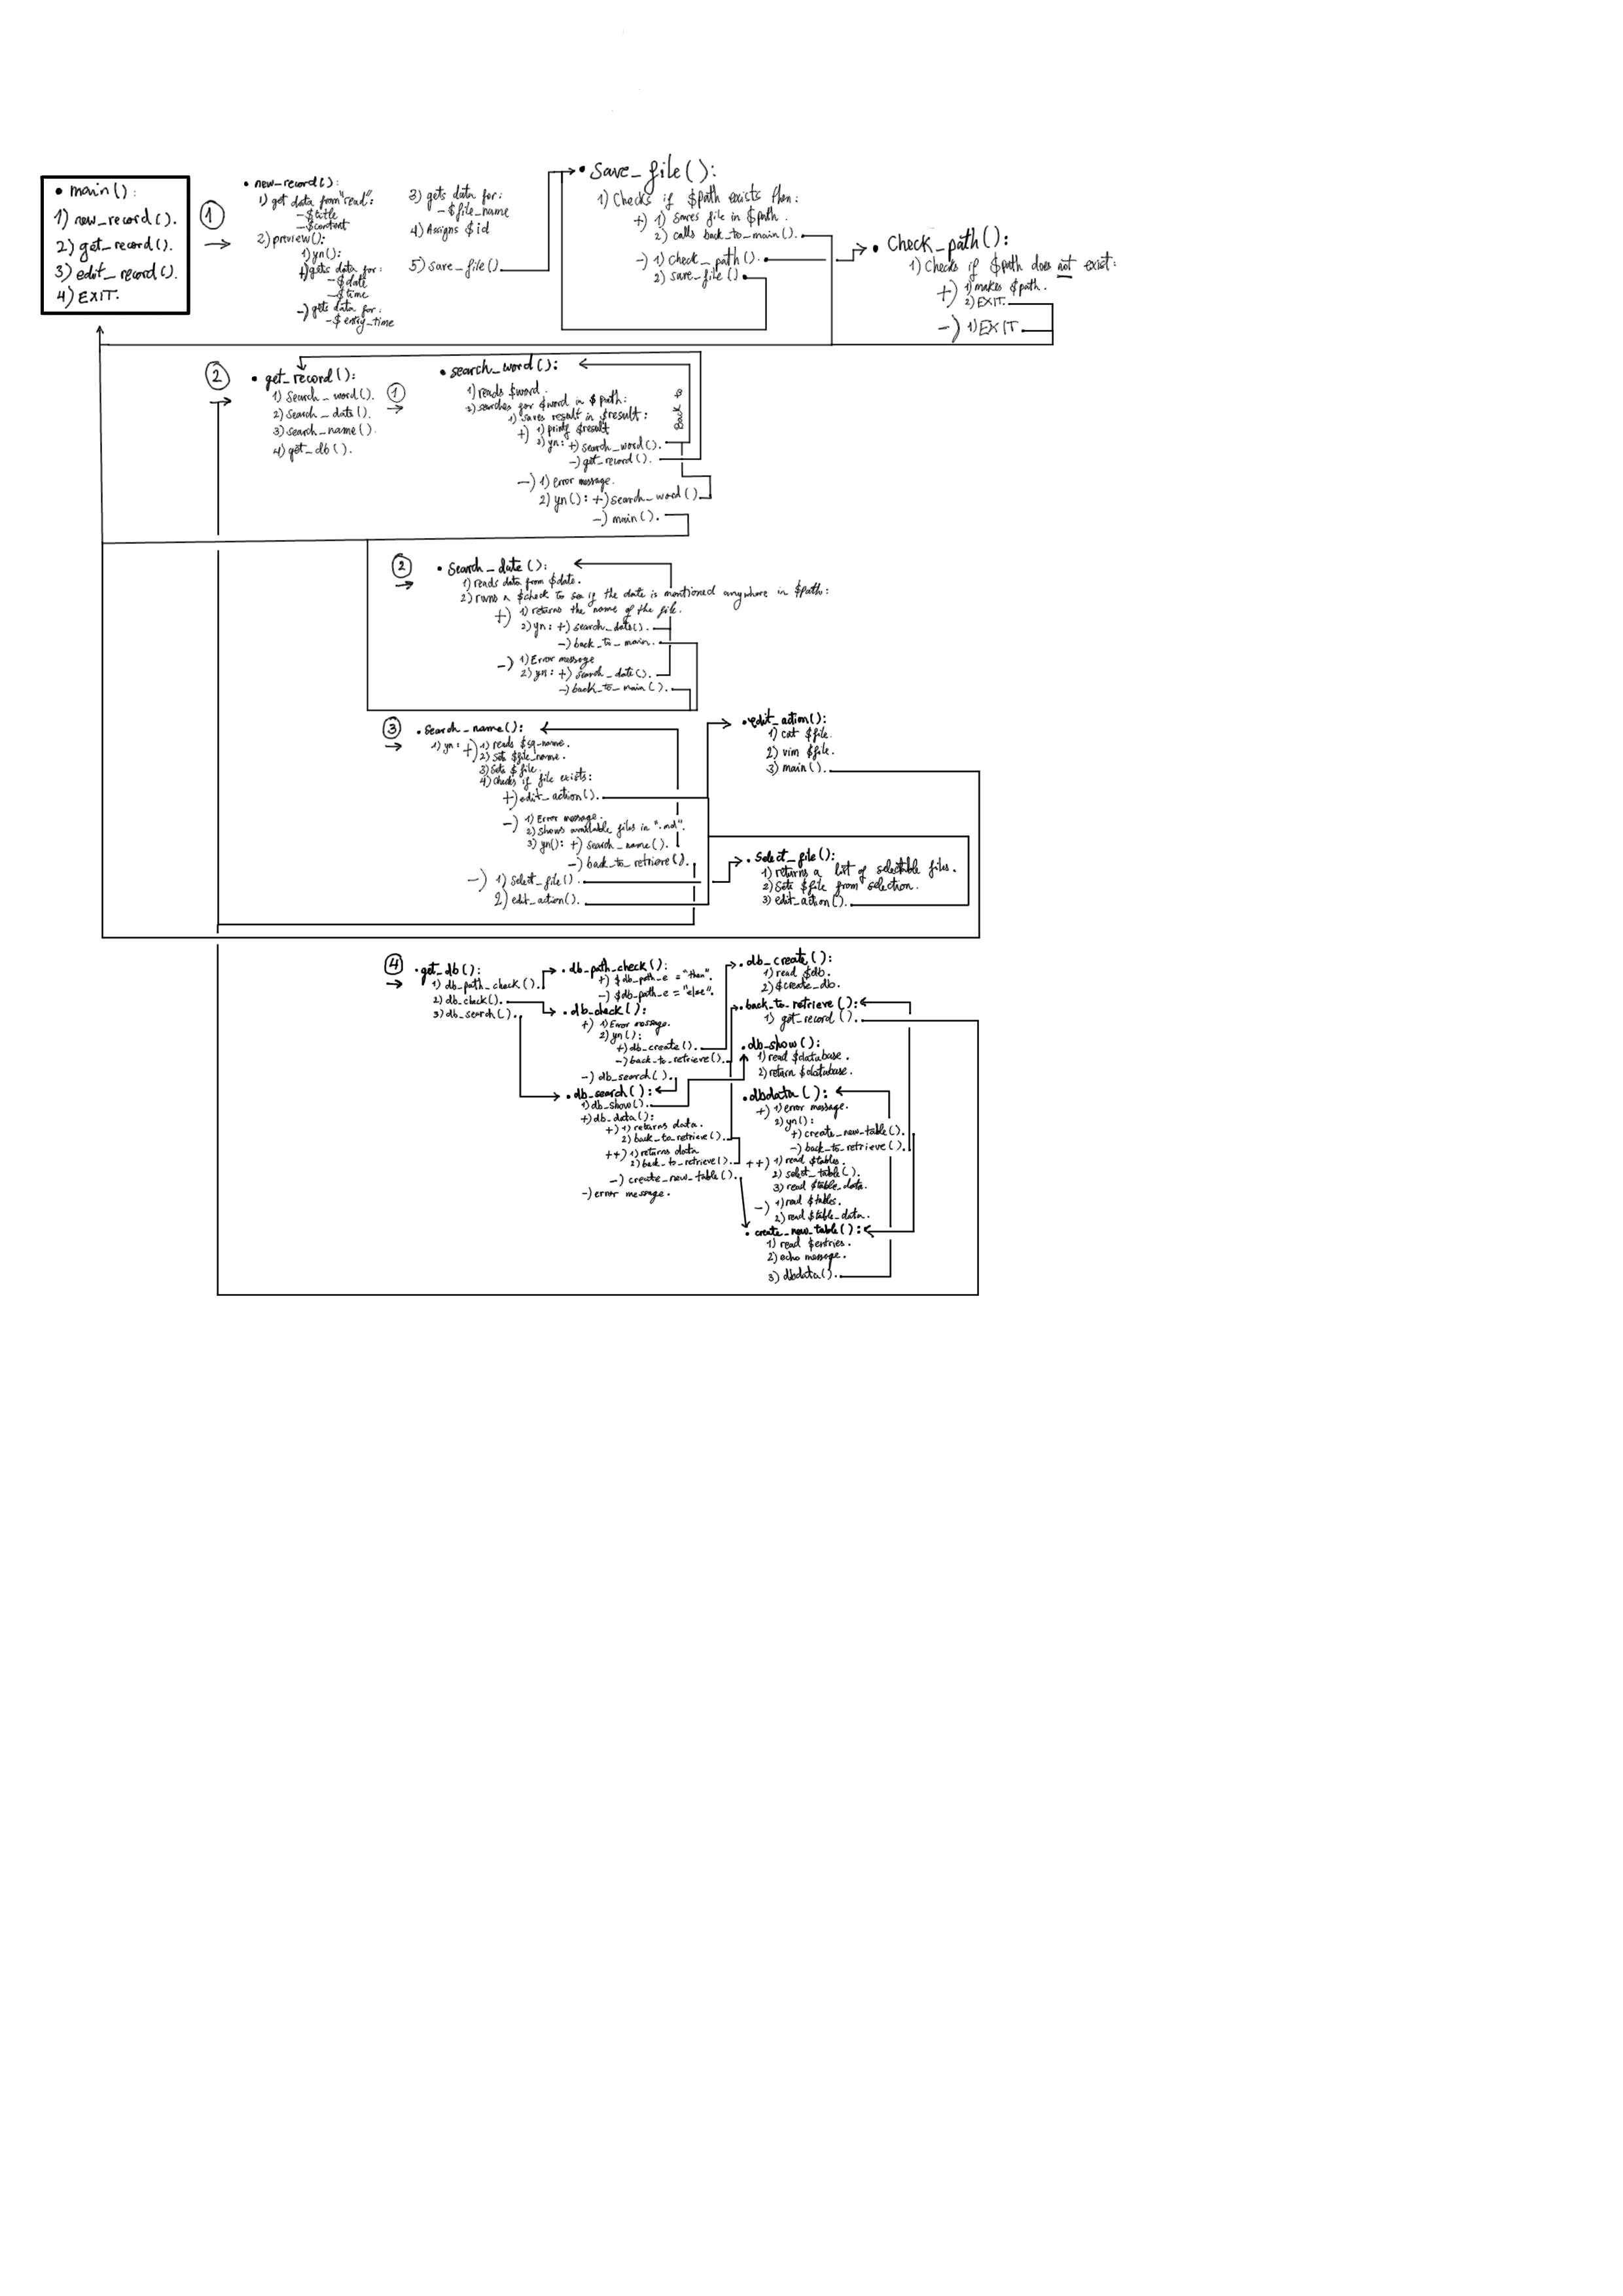 • main():
1) new_record().
2) get_record().
3) edit_record().
4) EXIT.
1
• new_record():
1) get data from "read":
-$title
-$content
2) preview():
1) yn():
+) gets data for:
-$date
-$time
-) gets data for:
-$entry_time
3) gets data for:
-$file_name
4) Assigns $id
5) save_file()
• Save_file():
1) Checks if $path exists then:
+) 1) Saves file in $path.
2) calls back_to_main().
-) 1) Check_path().
2) save_file()
• Check_path():
1) Checks if $path does not exist:
+) 1) makes $path.
2) EXIT.
-) 1) EXIT
2
• get_record():
1) Search_word().
2) Search_date().
3) search_name().
4) get_db().
1
• search_word():
1) reads $word.
2) searches for $word in $path:
1) saves result in $result:
+) 1) printf $result
2) yn: +) search_word().
-) get_record().
Back to
-) 1) Error message.
2) yn(): +) search_word()
-) main().
2
• Search_date():
1) reads data from $date.
2) runs a $check to see if the date is mentioned anywhere in $path:
+) 1) returns the name of the file.
2) yn: +) search_date().
-) back_to_main.
-) 1) Error message
2) yn: +) search_date().
-) back_to_main().
3
• Search_name():
1) yn: +) 1) reads $sq_name.
2) Sets $file_name.
3) Sets $file.
4) Checks if file exists:
+) edit_action().
-) 1) Error message.
2) Shows available files in ".md".
3) yn(): +) search_name().
-) back_to_retrieve().
-) 1) Select_file().
2) edit_action().
• edit_action():
1) cat $file.
2) vim $file.
3) main().
• Select_file():
1) returns a list of selectable files.
2) Sets $file from selection.
3) edit_action().
4
• get_db():
1) db_path_check().
2) db_check().
3) db_search().
• db_path_check():
+) $db_path_e = "then".
-) $db_path_e = "else".
• db_check():
+) 1) Error message.
2) yn():
+) db_create().
-) back_to_retrieve().
-) db_search().
• db_search():
1) db_show().
+) db_data():
+) 1) returns data.
2) back_to_retrieve().
++) 1) returns data
2) back_to_retrieve().
-) create_new_table().
-) error message.
• db_create():
1) read $db.
2) $create_db.
• back_to_retrieve():
1) get_record().
• db_show():
1) read $database.
2) return $database.
• dbdata():
+) 1) error message.
2) yn():
+) create_new_table().
-) back_to_retrieve().
++) 1) read $tables.
2) select_table().
3) read $table_data.
-) 1) read $tables.
2) read $table_data.
• create_new_table():
1) read $entries.
2) echo message.
3) dbdata().